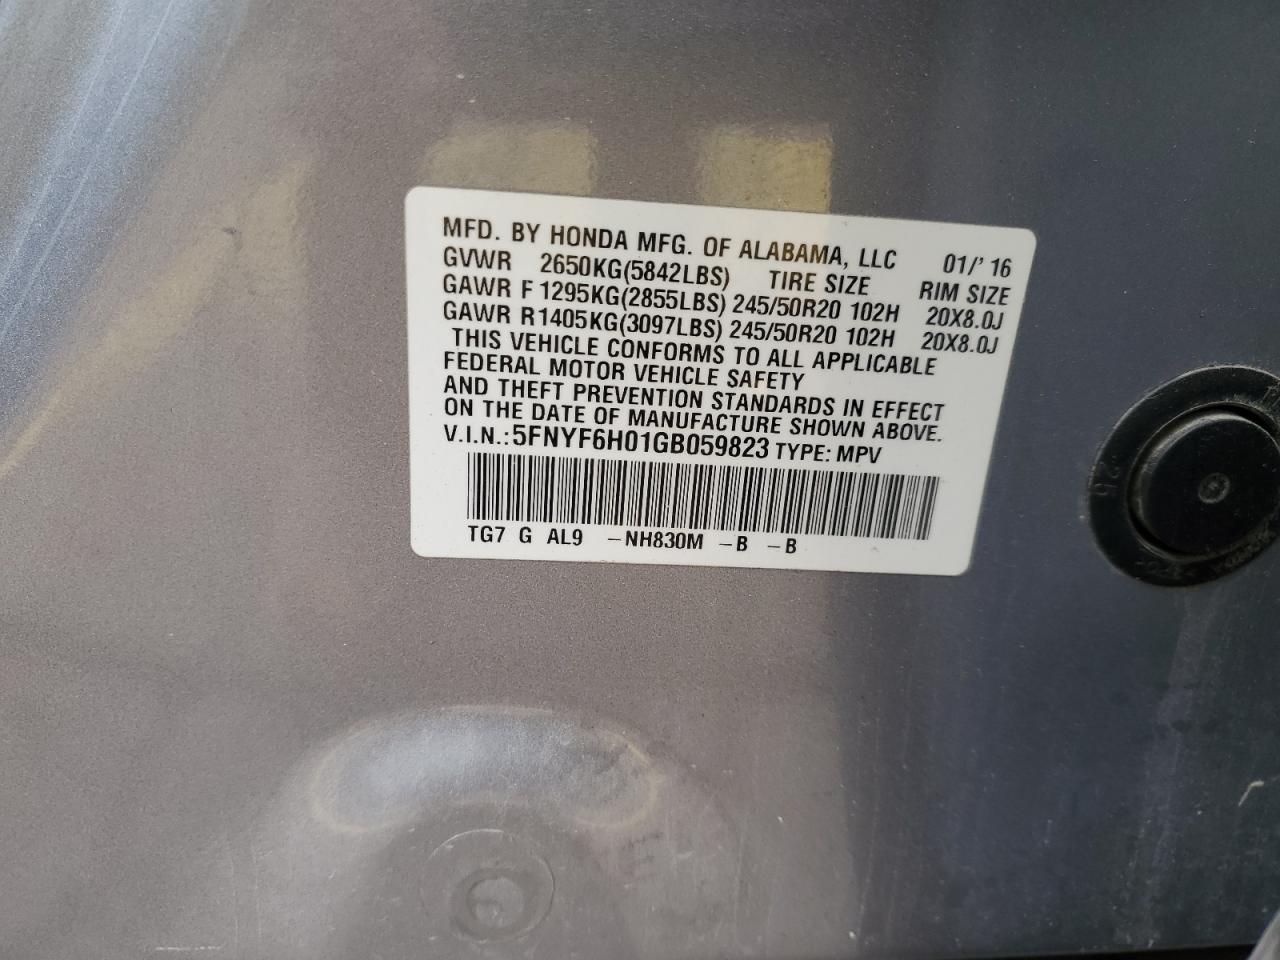 MFD. BY HONDA MFG. OF ALABAMA, LLC 01/' 16
GVWR 2650KG(5842LBS) TIRE SIZE RIM SIZE
GAWR F 1295KG(2855LBS) 245/50R20 102H 20X8.0J
GAWR R1405KG(3097LBS) 245/50R20 102H 20X8.0J
THIS VEHICLE CONFORMS TO ALL APPLICABLE
FEDERAL MOTOR VEHICLE SAFETY
AND THEFT PREVENTION STANDARDS IN EFFECT
ON THE DATE OF MANUFACTURE SHOWN ABOVE.
V.I.N.: 5FNYF6H01GB059823 TYPE: MPV
TG7 G AL9 -NH830M -B -B